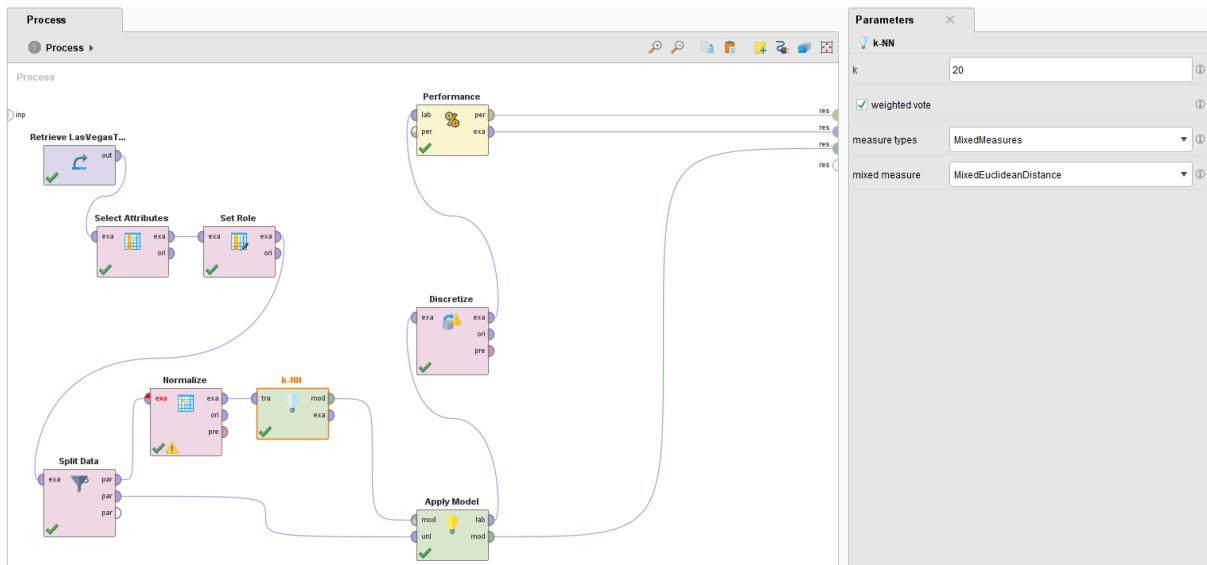 Process
Process
Process
inp
Retrieve LasVegasT...
out
Select Attributes
exa exa
ori
Set Role
exa exa
ori
Performance
lab per
per exa
res
res
res
res
Discretize
exa exa
ori
pre
Normalize
exa exa
ori
pre
k-NN
tra mod
exa
Split Data
exa par
par
par
Apply Model
mod lab
unl mod
Parameters
k-NN
k 20
weighted vote
measure types MixedMeasures
mixed measure MixedEuclideanDistance